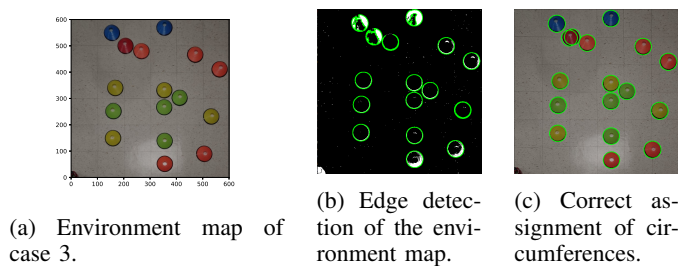 600
500
400
300
200
100
0
0 100 200 300 400 500 600
(a) Environment map of
case 3.
(b) Edge detec-
tion of the envi-
ronment map.
(c) Correct as-
signment of cir-
cumferences.